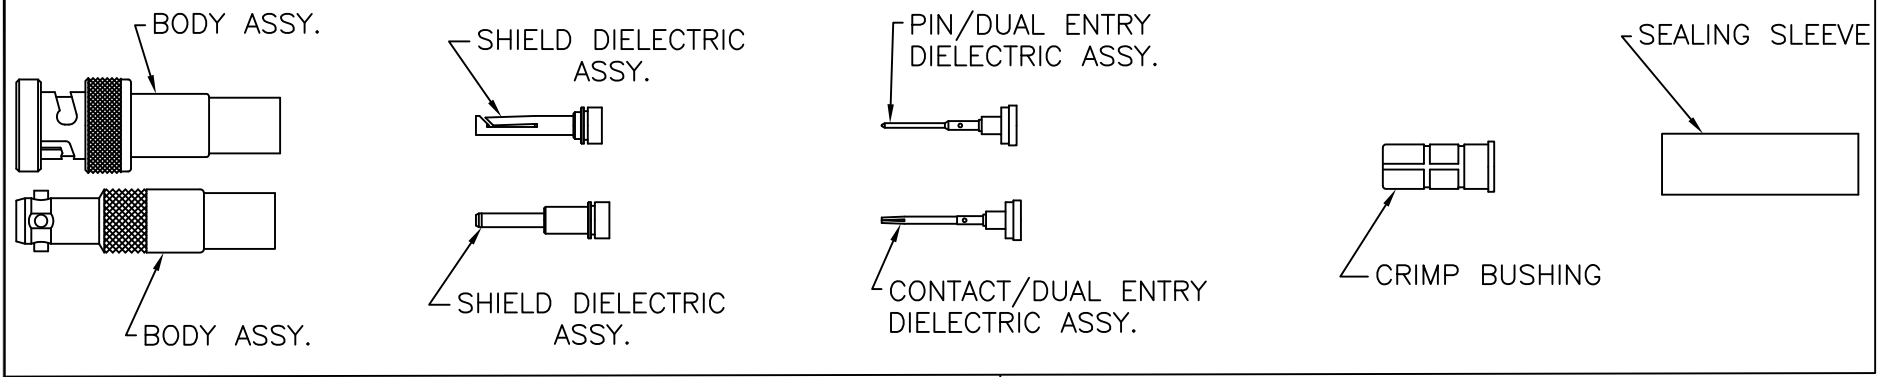 BODY ASSY.
SHIELD DIELECTRIC
ASSY.
PIN/DUAL ENTRY
DIELECTRIC ASSY.
SEALING SLEEVE
BODY ASSY.
SHIELD DIELECTRIC
ASSY.
CONTACT/DUAL ENTRY
DIELECTRIC ASSY.
CRIMP BUSHING